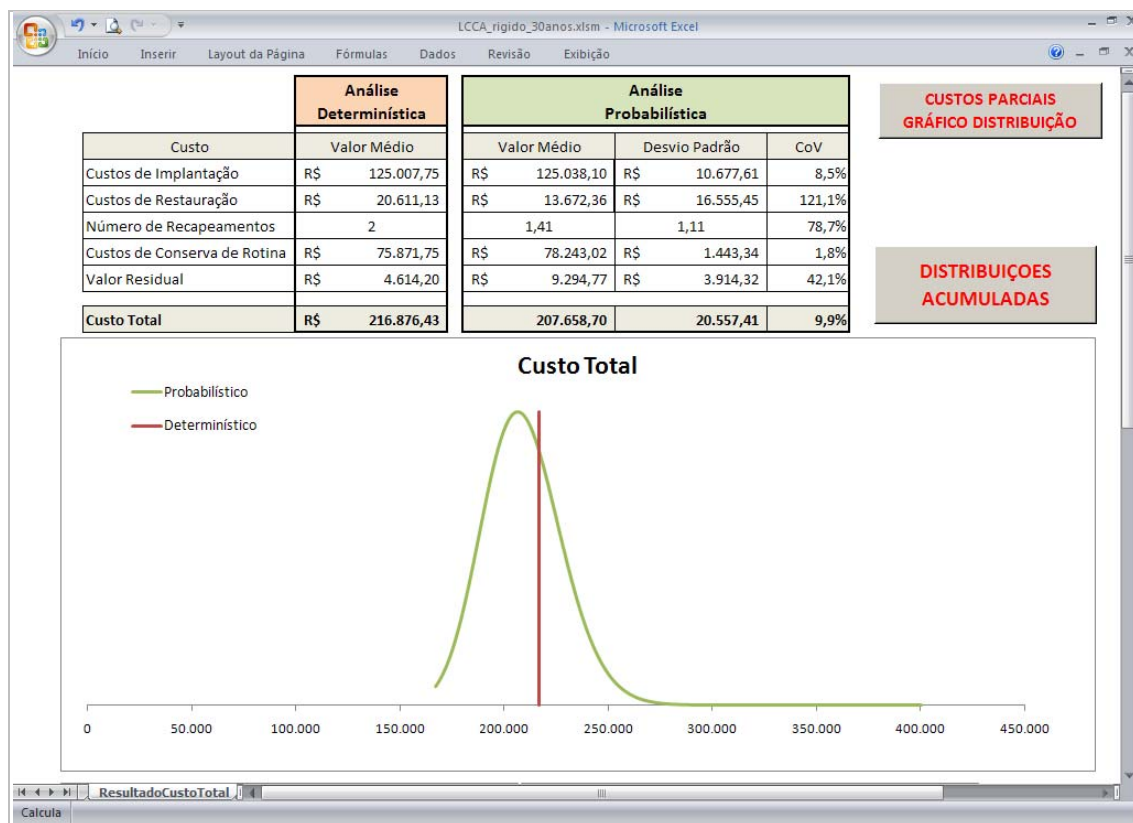 LCCA_rigido_30anos.xlsm - Microsoft Excel
Início Inserir Layout da Página Fórmulas Dados Revisão Exibição
Análise Determinística
Análise Probabilística
CUSTOS PARCIAIS
GRÁFICO DISTRIBUIÇÃO
Custo Valor Médio Valor Médio Desvio Padrão CoV
Custos de Implantação R$ 125.007,75 R$ 125.038,10 R$ 10.677,61 8,5%
Custos de Restauração R$ 20.611,13 R$ 13.672,36 R$ 16.555,45 121,1%
Número de Recapeamentos 2 1,41 1,11 78,7%
Custos de Conserva de Rotina R$ 75.871,75 R$ 78.243,02 R$ 1.443,34 1,8%
Valor Residual R$ 4.614,20 R$ 9.294,77 R$ 3.914,32 42,1%
DISTRIBUIÇOES
ACUMULADAS
Custo Total R$ 216.876,43 207.658,70 20.557,41 9,9%
Custo Total
Probabilístico
Determinístico
0 50.000 100.000 150.000 200.000 250.000 300.000 350.000 400.000 450.000
ResultadoCustoTotal
Calcula